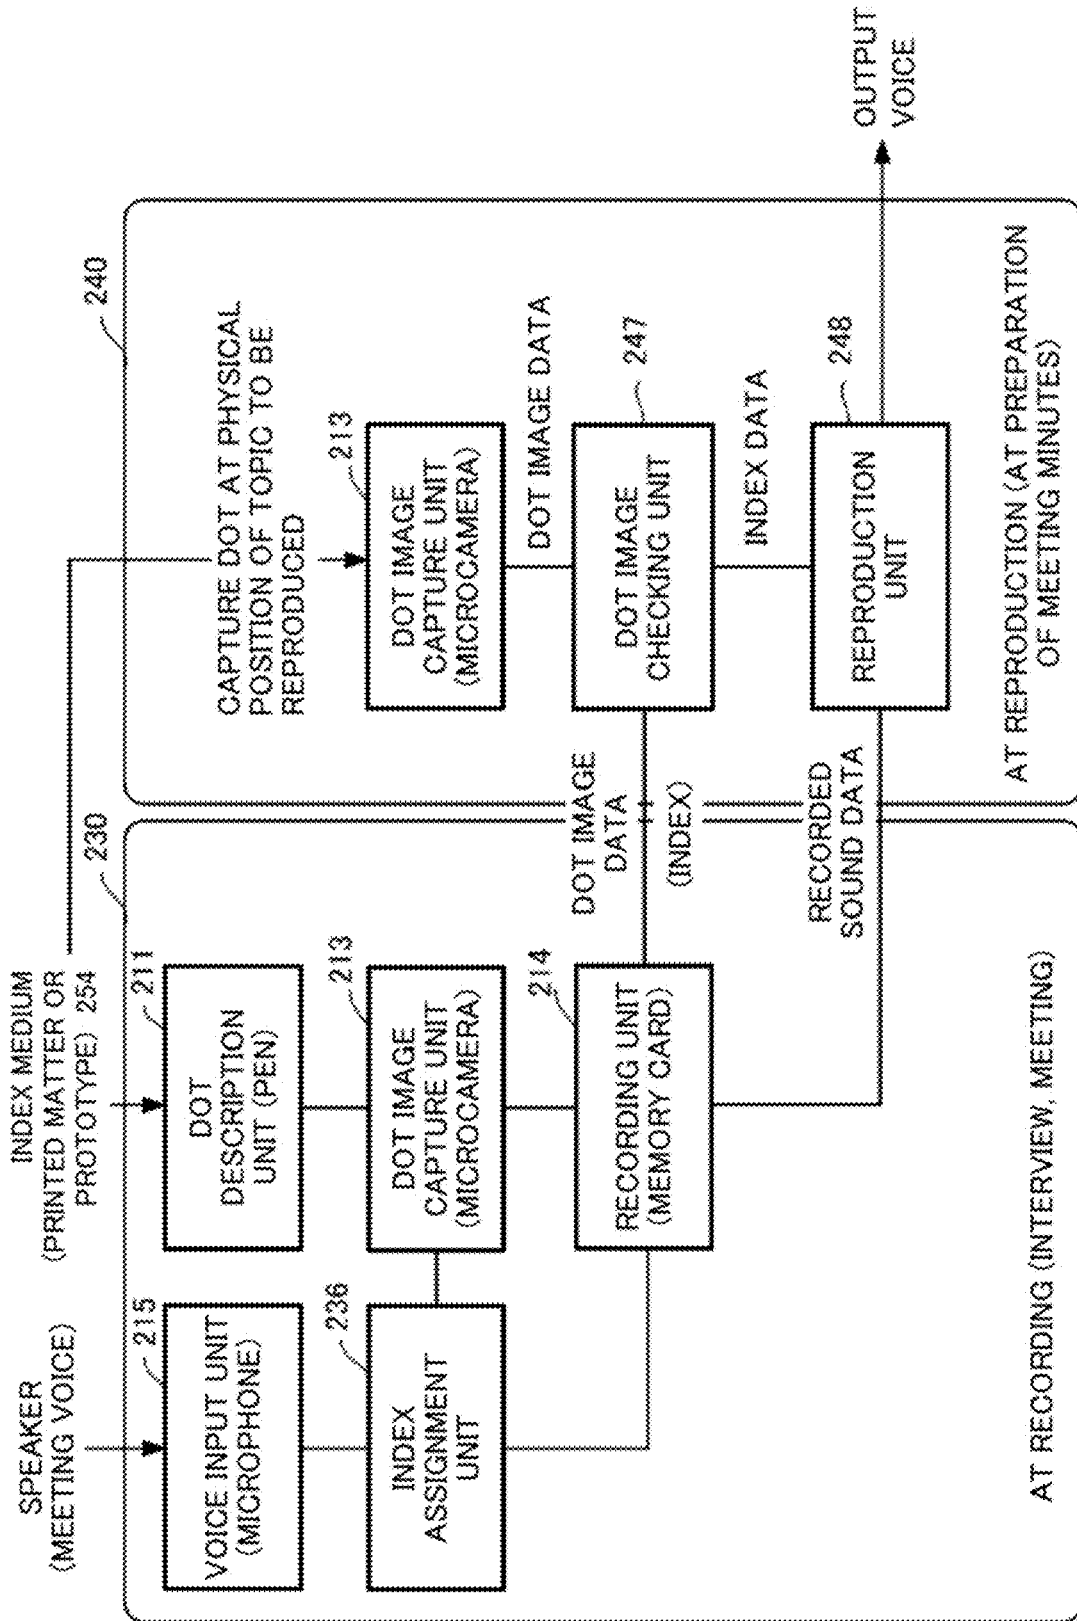 SPEAKER
(MEETING VOICE)
INDEX MEDIUM
(PRINTED MATTER OR
PROTOTYPE) 254
230
215
VOICE INPUT UNIT
(MICROPHONE)
211
DOT
DESCRIPTION
UNIT (PEN)
236
INDEX
ASSIGNMENT
UNIT
213
DOT IMAGE
CAPTURE UNIT
(MICROCAMERA)
214
RECORDING UNIT
(MEMORY CARD)
AT RECORDING (INTERVIEW, MEETING)
DOT IMAGE
DATA
(INDEX)
RECORDED
SOUND DATA
240
CAPTURE DOT AT PHYSICAL
POSITION OF TOPIC TO BE
REPRODUCED
213
DOT IMAGE
CAPTURE UNIT
(MICROCAMERA)
DOT IMAGE DATA
247
DOT IMAGE
CHECKING UNIT
INDEX DATA
248
REPRODUCTION
UNIT
AT REPRODUCTION (AT PREPARATION
OF MEETING MINUTES)
OUTPUT
VOICE